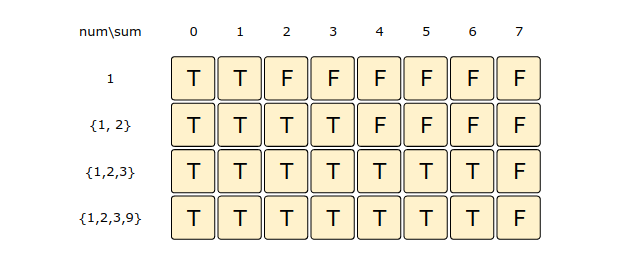 num\sum 0 1 2 3 4 5 6 7
1 T T F F F F F F
{1, 2} T T T T F F F F
{1,2,3} T T T T T T T F
{1,2,3,9} T T T T T T T F